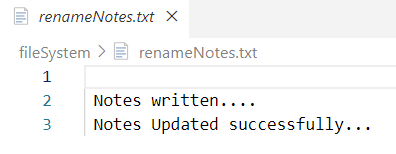 renameNotes.txt ×
fileSystem > renameNotes.txt
1
2 Notes written....
3 Notes Updated successfully...